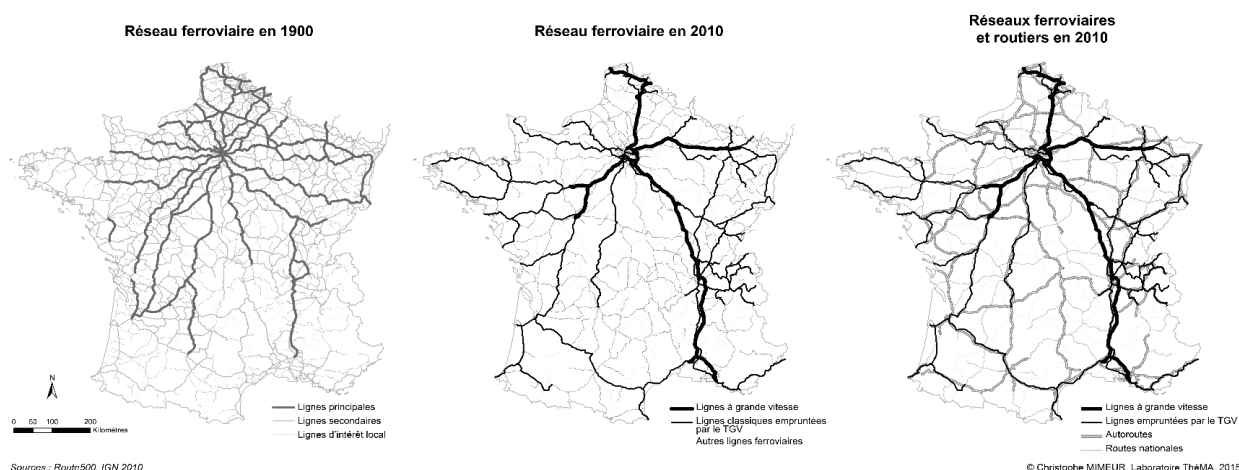 Réseau ferroviaire en 1900
Réseau ferroviaire en 2010
Réseaux ferroviaires
et routiers en 2010
N
0 50 100 200
Kilomètres
Lignes principales
Lignes secondaires
Lignes d'intérêt local
Lignes à grande vitesse
Lignes classiques empruntées
par le TGV
Autres lignes ferroviaires
Lignes à grande vitesse
Lignes empruntées par le TGV
Autoroutes
Routes nationales
Sources : Route500, IGN 2010
© Christophe MIMEUR, Laboratoire ThéMA, 2015